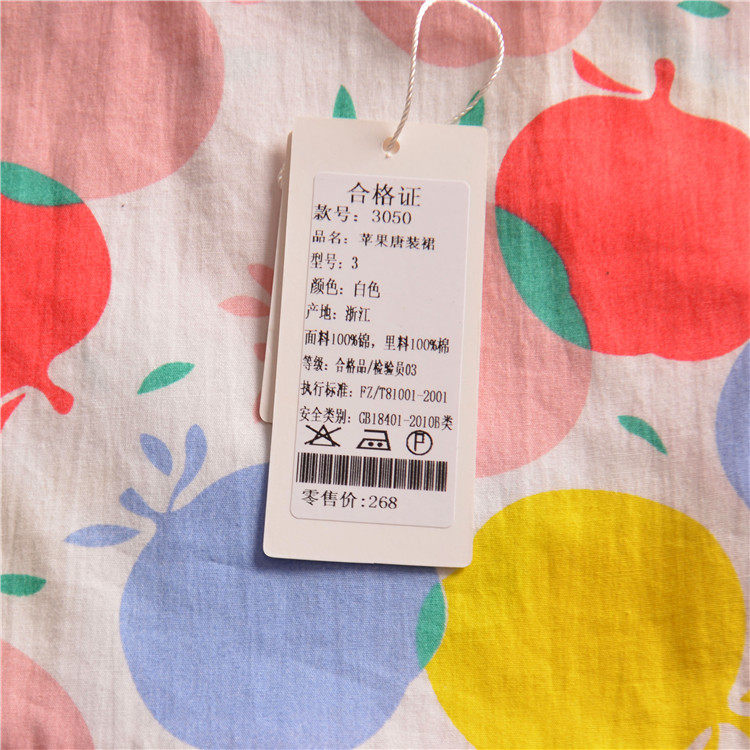 合格证
款号: 3050
品名: 苹果唐装裙
型号: 3
颜色: 白色
产地: 浙江
面料100%锦, 里料100%棉
等级: 合格品/检验员03
执行标准: FZ/T81001-2001
安全类别: GB18401-2010B类
P
零售价:268